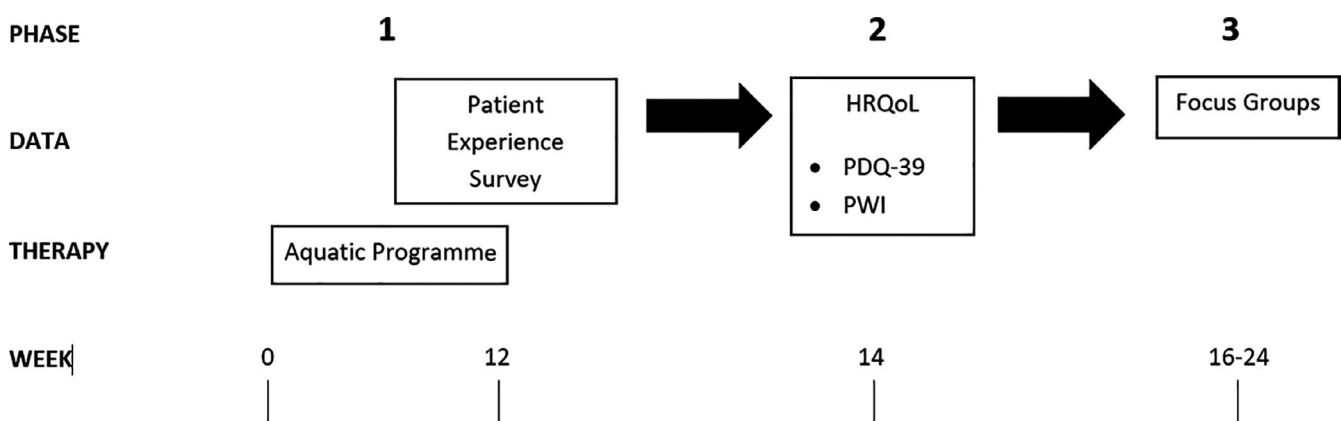 PHASE 1 2 3
DATA
Patient
Experience
Survey
HRQoL
• PDQ-39
• PWI
Focus Groups
THERAPY
Aquatic Programme
WEEK 0 12 14 16-24